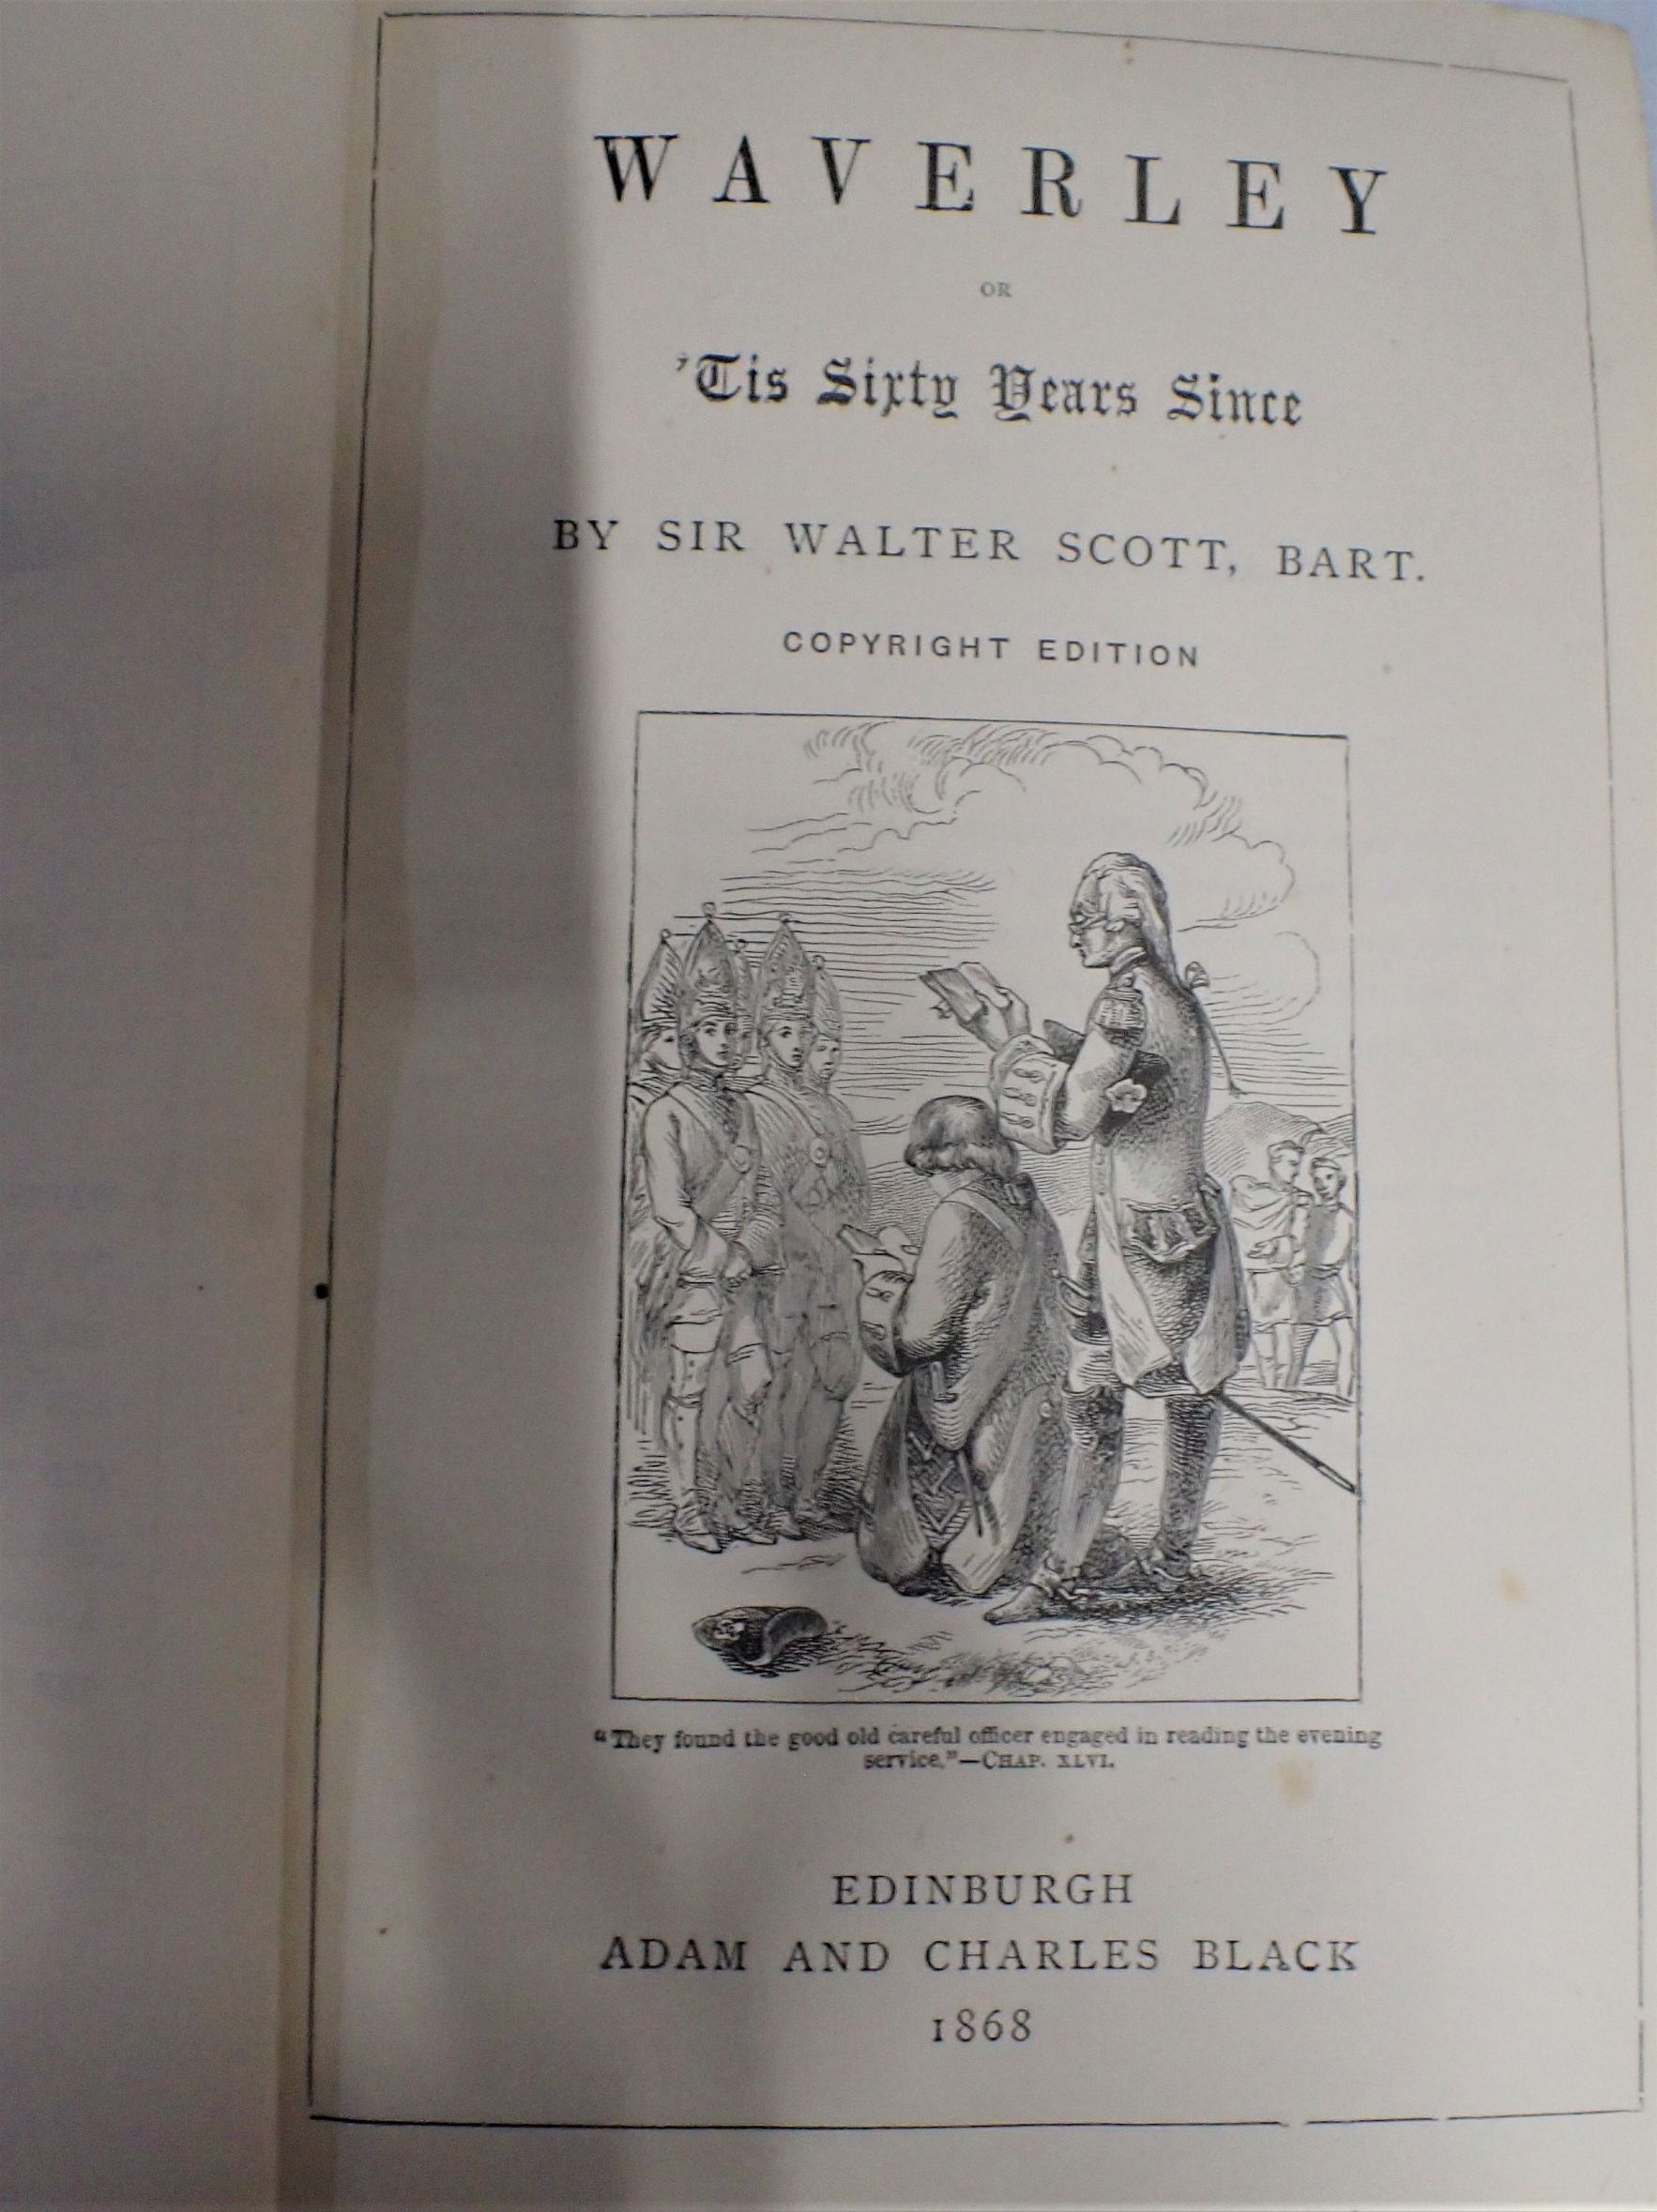 WAVERLEY
OR
'Tis Sixty Years Since
BY SIR WALTER SCOTT, BART.
COPYRIGHT EDITION
“They found the good old careful officer engaged in reading the evening
service.”—CHAP. XLVI.
EDINBURGH
ADAM AND CHARLES BLACK
1868